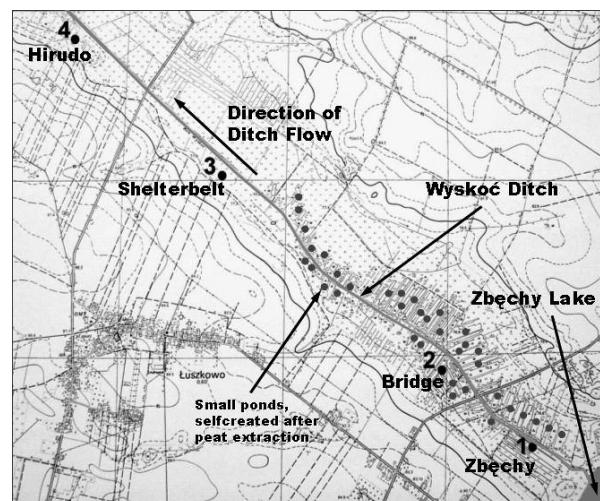 4
Hirudo
Direction of
Ditch Flow
3
Shelterbelt
Wyskoć Ditch
Zbęchy Lake
Łuszkowo
2
Bridge
Small ponds,
selfcreated after
peat extraction
1
Zbęchy